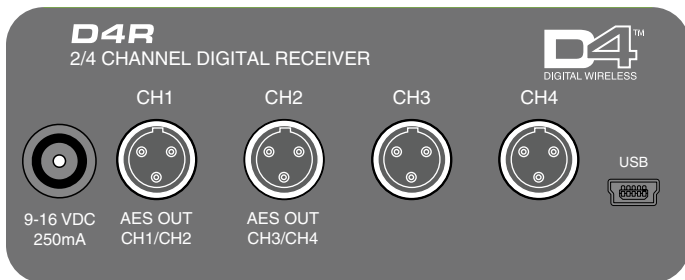 D4R
2/4 CHANNEL DIGITAL RECEIVER
D4™
DIGITAL WIRELESS
CH1
CH2
CH3
CH4
USB
9-16 VDC
250mA
AES OUT
CH1/CH2
AES OUT
CH3/CH4